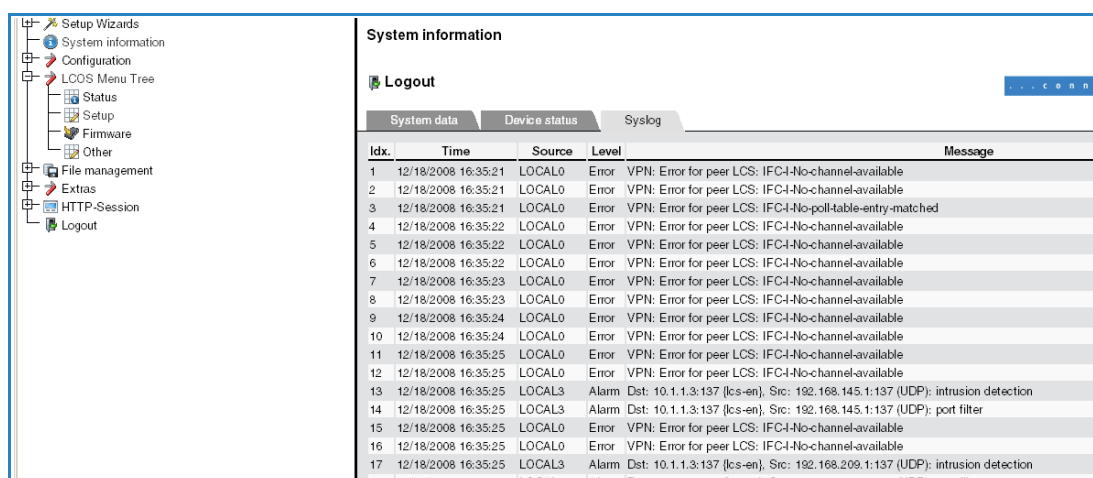 Setup Wizards
System information
Configuration
LCOS Menu Tree
Status
Setup
Firmware
Other
File management
Extras
HTTP-Session
Logout
System information
Logout
...conn
System data Device status Syslog
Idx. Time Source Level Message
1 12/18/2008 16:35:21 LOCAL0 Error VPN: Error for peer LCS: IFC-I-No-channel-available
2 12/18/2008 16:35:21 LOCAL0 Error VPN: Error for peer LCS: IFC-I-No-channel-available
3 12/18/2008 16:35:21 LOCAL0 Error VPN: Error for peer LCS: IFC-I-No-poll-table-entry-matched
4 12/18/2008 16:35:22 LOCAL0 Error VPN: Error for peer LCS: IFC-I-No-channel-available
5 12/18/2008 16:35:22 LOCAL0 Error VPN: Error for peer LCS: IFC-I-No-channel-available
6 12/18/2008 16:35:22 LOCAL0 Error VPN: Error for peer LCS: IFC-I-No-channel-available
7 12/18/2008 16:35:23 LOCAL0 Error VPN: Error for peer LCS: IFC-I-No-channel-available
8 12/18/2008 16:35:23 LOCAL0 Error VPN: Error for peer LCS: IFC-I-No-channel-available
9 12/18/2008 16:35:24 LOCAL0 Error VPN: Error for peer LCS: IFC-I-No-channel-available
10 12/18/2008 16:35:24 LOCAL0 Error VPN: Error for peer LCS: IFC-I-No-channel-available
11 12/18/2008 16:35:25 LOCAL0 Error VPN: Error for peer LCS: IFC-I-No-channel-available
12 12/18/2008 16:35:25 LOCAL0 Error VPN: Error for peer LCS: IFC-I-No-channel-available
13 12/18/2008 16:35:25 LOCAL3 Alarm Dst: 10.1.1.3:137 {lcs-en}, Src: 192.168.145.1:137 (UDP): intrusion detection
14 12/18/2008 16:35:25 LOCAL3 Alarm Dst: 10.1.1.3:137 {lcs-en}, Src: 192.168.145.1:137 (UDP): port filter
15 12/18/2008 16:35:25 LOCAL0 Error VPN: Error for peer LCS: IFC-I-No-channel-available
16 12/18/2008 16:35:25 LOCAL0 Error VPN: Error for peer LCS: IFC-I-No-channel-available
17 12/18/2008 16:35:25 LOCAL3 Alarm Dst: 10.1.1.3:137 {lcs-en}, Src: 192.168.209.1:137 (UDP): intrusion detection